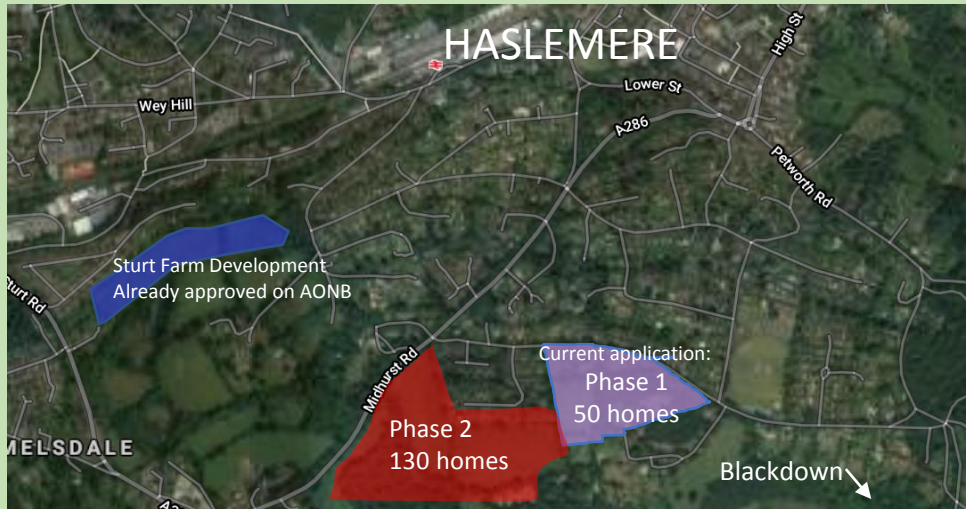 HASLEMERE
High St
Wey Hill
Lower St
A286
Petworth Rd
Sturt Farm Development
Already approved on AONB
Sturt Rd
Midhurst Rd
Current application:
Phase 1
50 homes
Phase 2
130 homes
MELSDALE
Blackdown